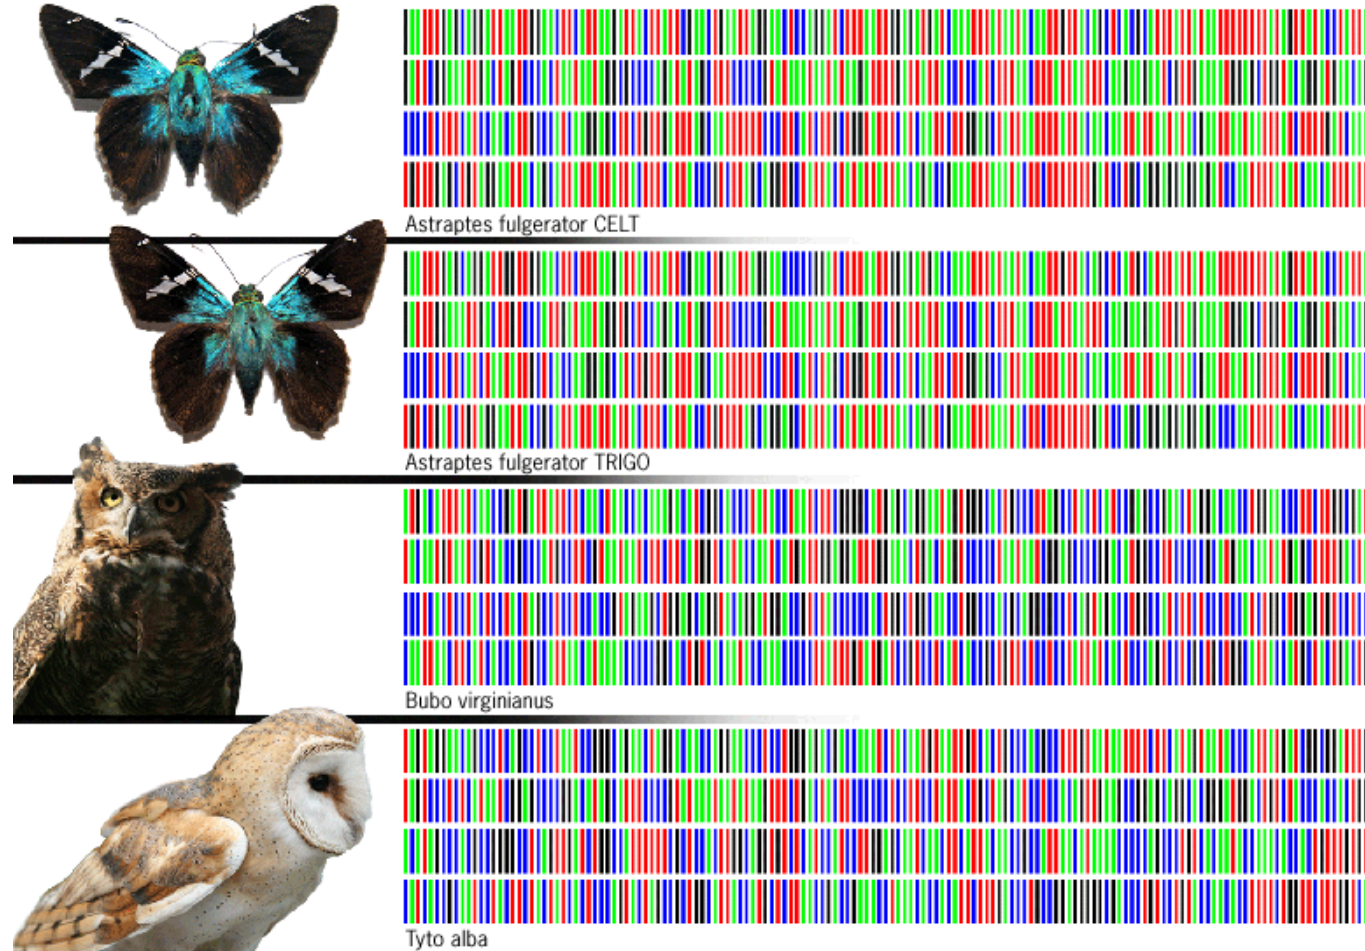 Astraptes fulgerator CELT
Astraptes fulgerator TRIGO
Bubo virginianus
Tyto alba